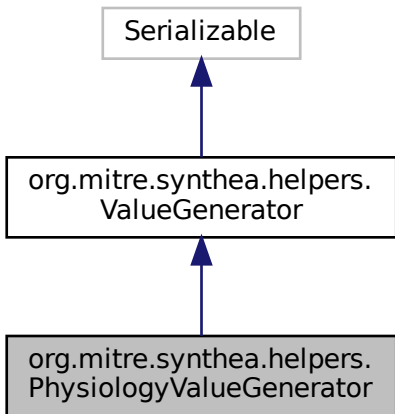 Serializable
org.mitre.synthea.helpers.
ValueGenerator
org.mitre.synthea.helpers.
PhysiologyValueGenerator